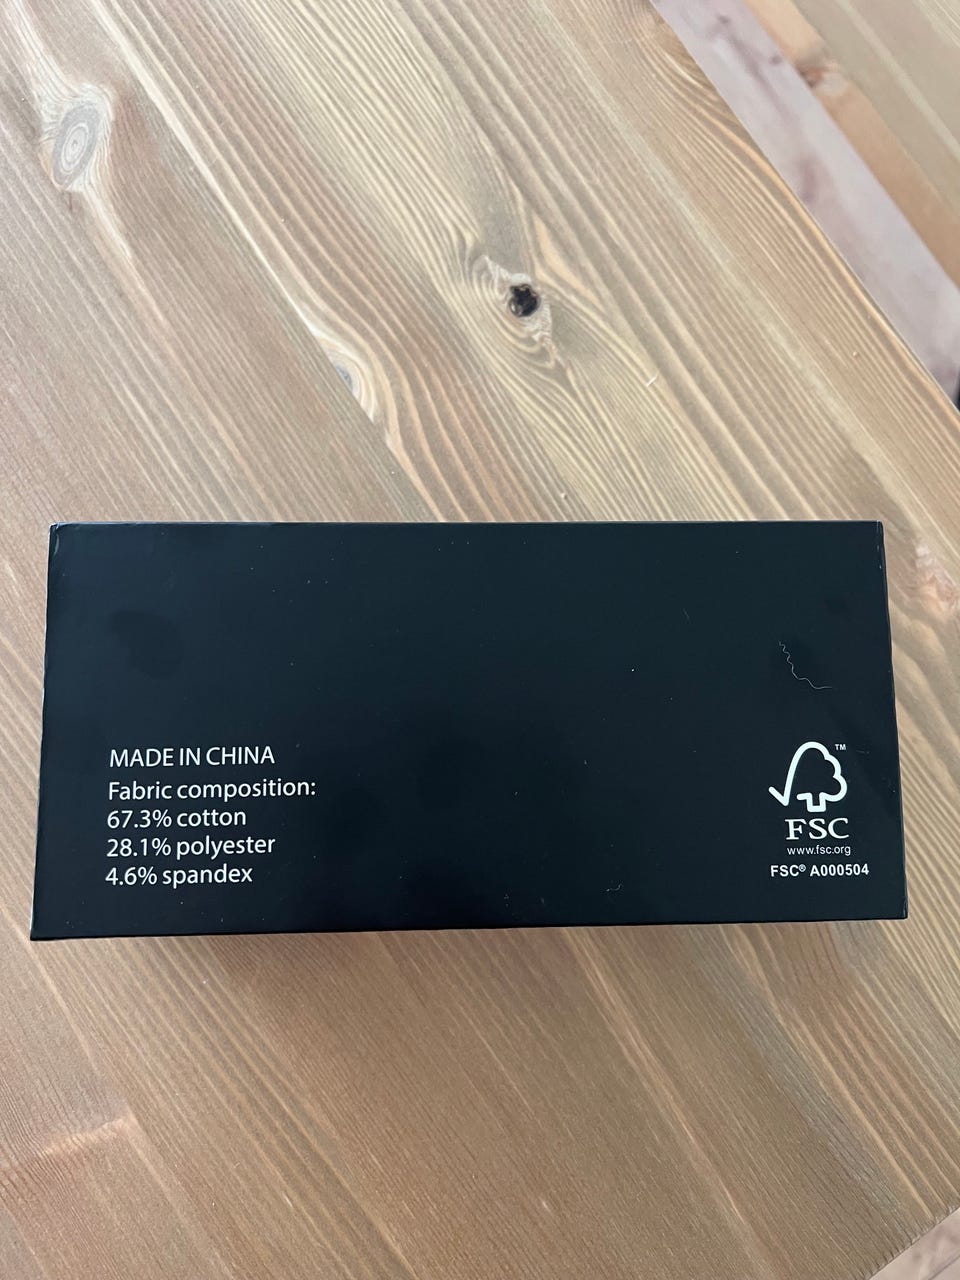 MADE IN CHINA
Fabric composition:
67.3% cotton
28.1% polyester
4.6% spandex
™
FSC
www.fsc.org
FSC® A000504